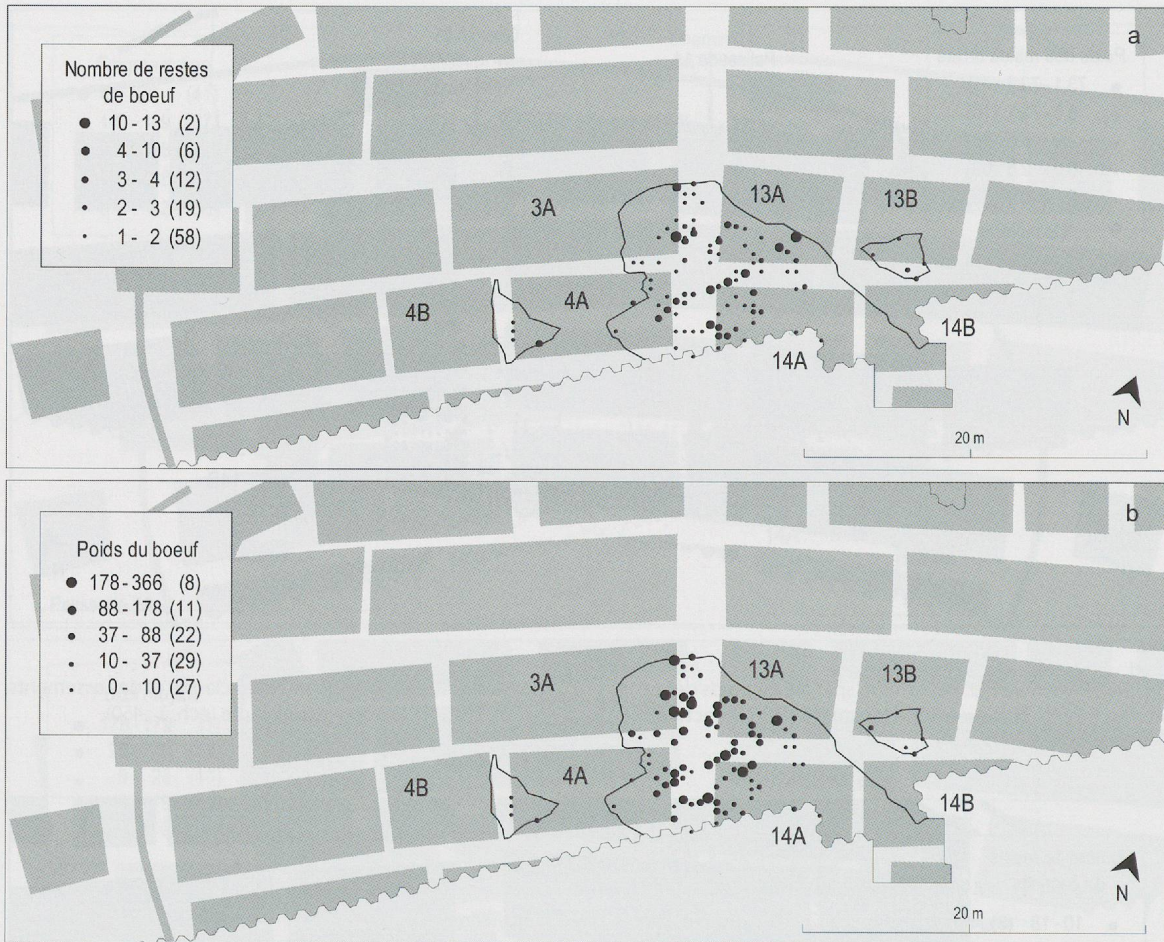 a
Nombre de restes
de boeuf
10 - 13 (2)
4 - 10 (6)
3 - 4 (12)
2 - 3 (19)
1 - 2 (58)
3A
13A
13B
4B
4A
14B
14A
N
20 m
b
Poids du boeuf
178 - 366 (8)
88 - 178 (11)
37 - 88 (22)
10 - 37 (29)
0 - 10 (27)
3A
13A
13B
4B
4A
14B
14A
N
20 m